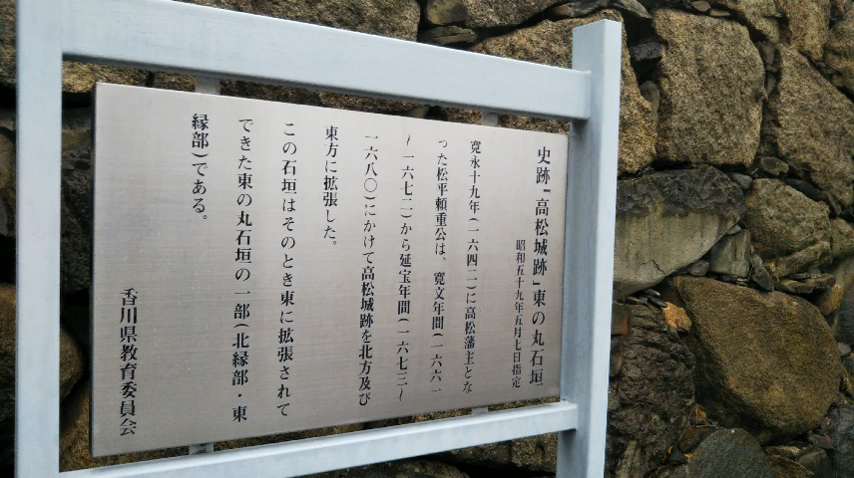 史跡「高松城跡」東の丸石垣
昭和五十九年五月七日指定
寛永十九年(一六四二)に高松藩主とな
った松平頼重公は、寛文年間(一六六一
～一六七二)から延宝年間(一六七三～
一六八〇)にかけて高松城跡を北方及び
東方に拡張した。
この石垣はそのとき東に拡張されて
できた東の丸石垣の一部(北縁部・東
縁部)である。
香川県教育委員会